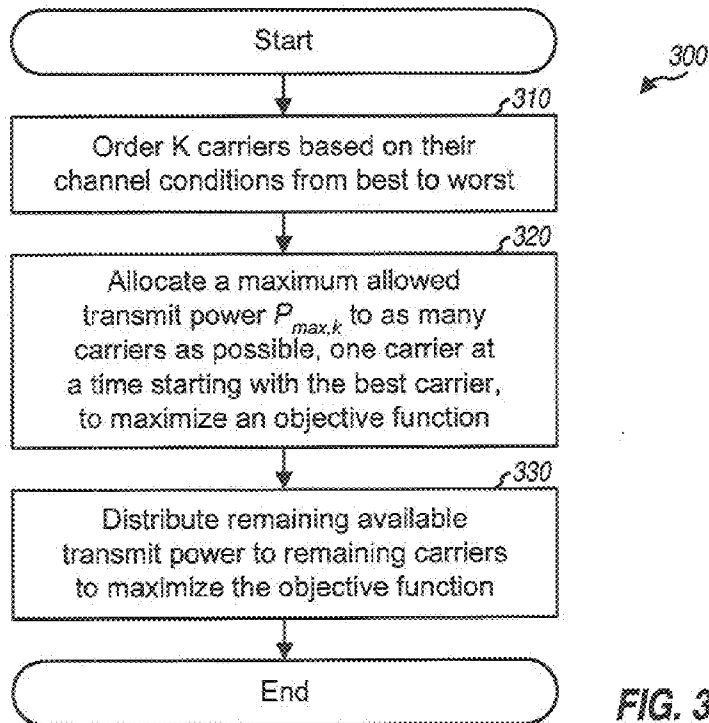 Start
300
310
Order K carriers based on their
channel conditions from best to worst
320
Allocate a maximum allowed
transmit power P_max,k to as many
carriers as possible, one carrier at
a time starting with the best carrier,
to maximize an objective function
330
Distribute remaining available
transmit power to remaining carriers
to maximize the objective function
End
FIG. 3